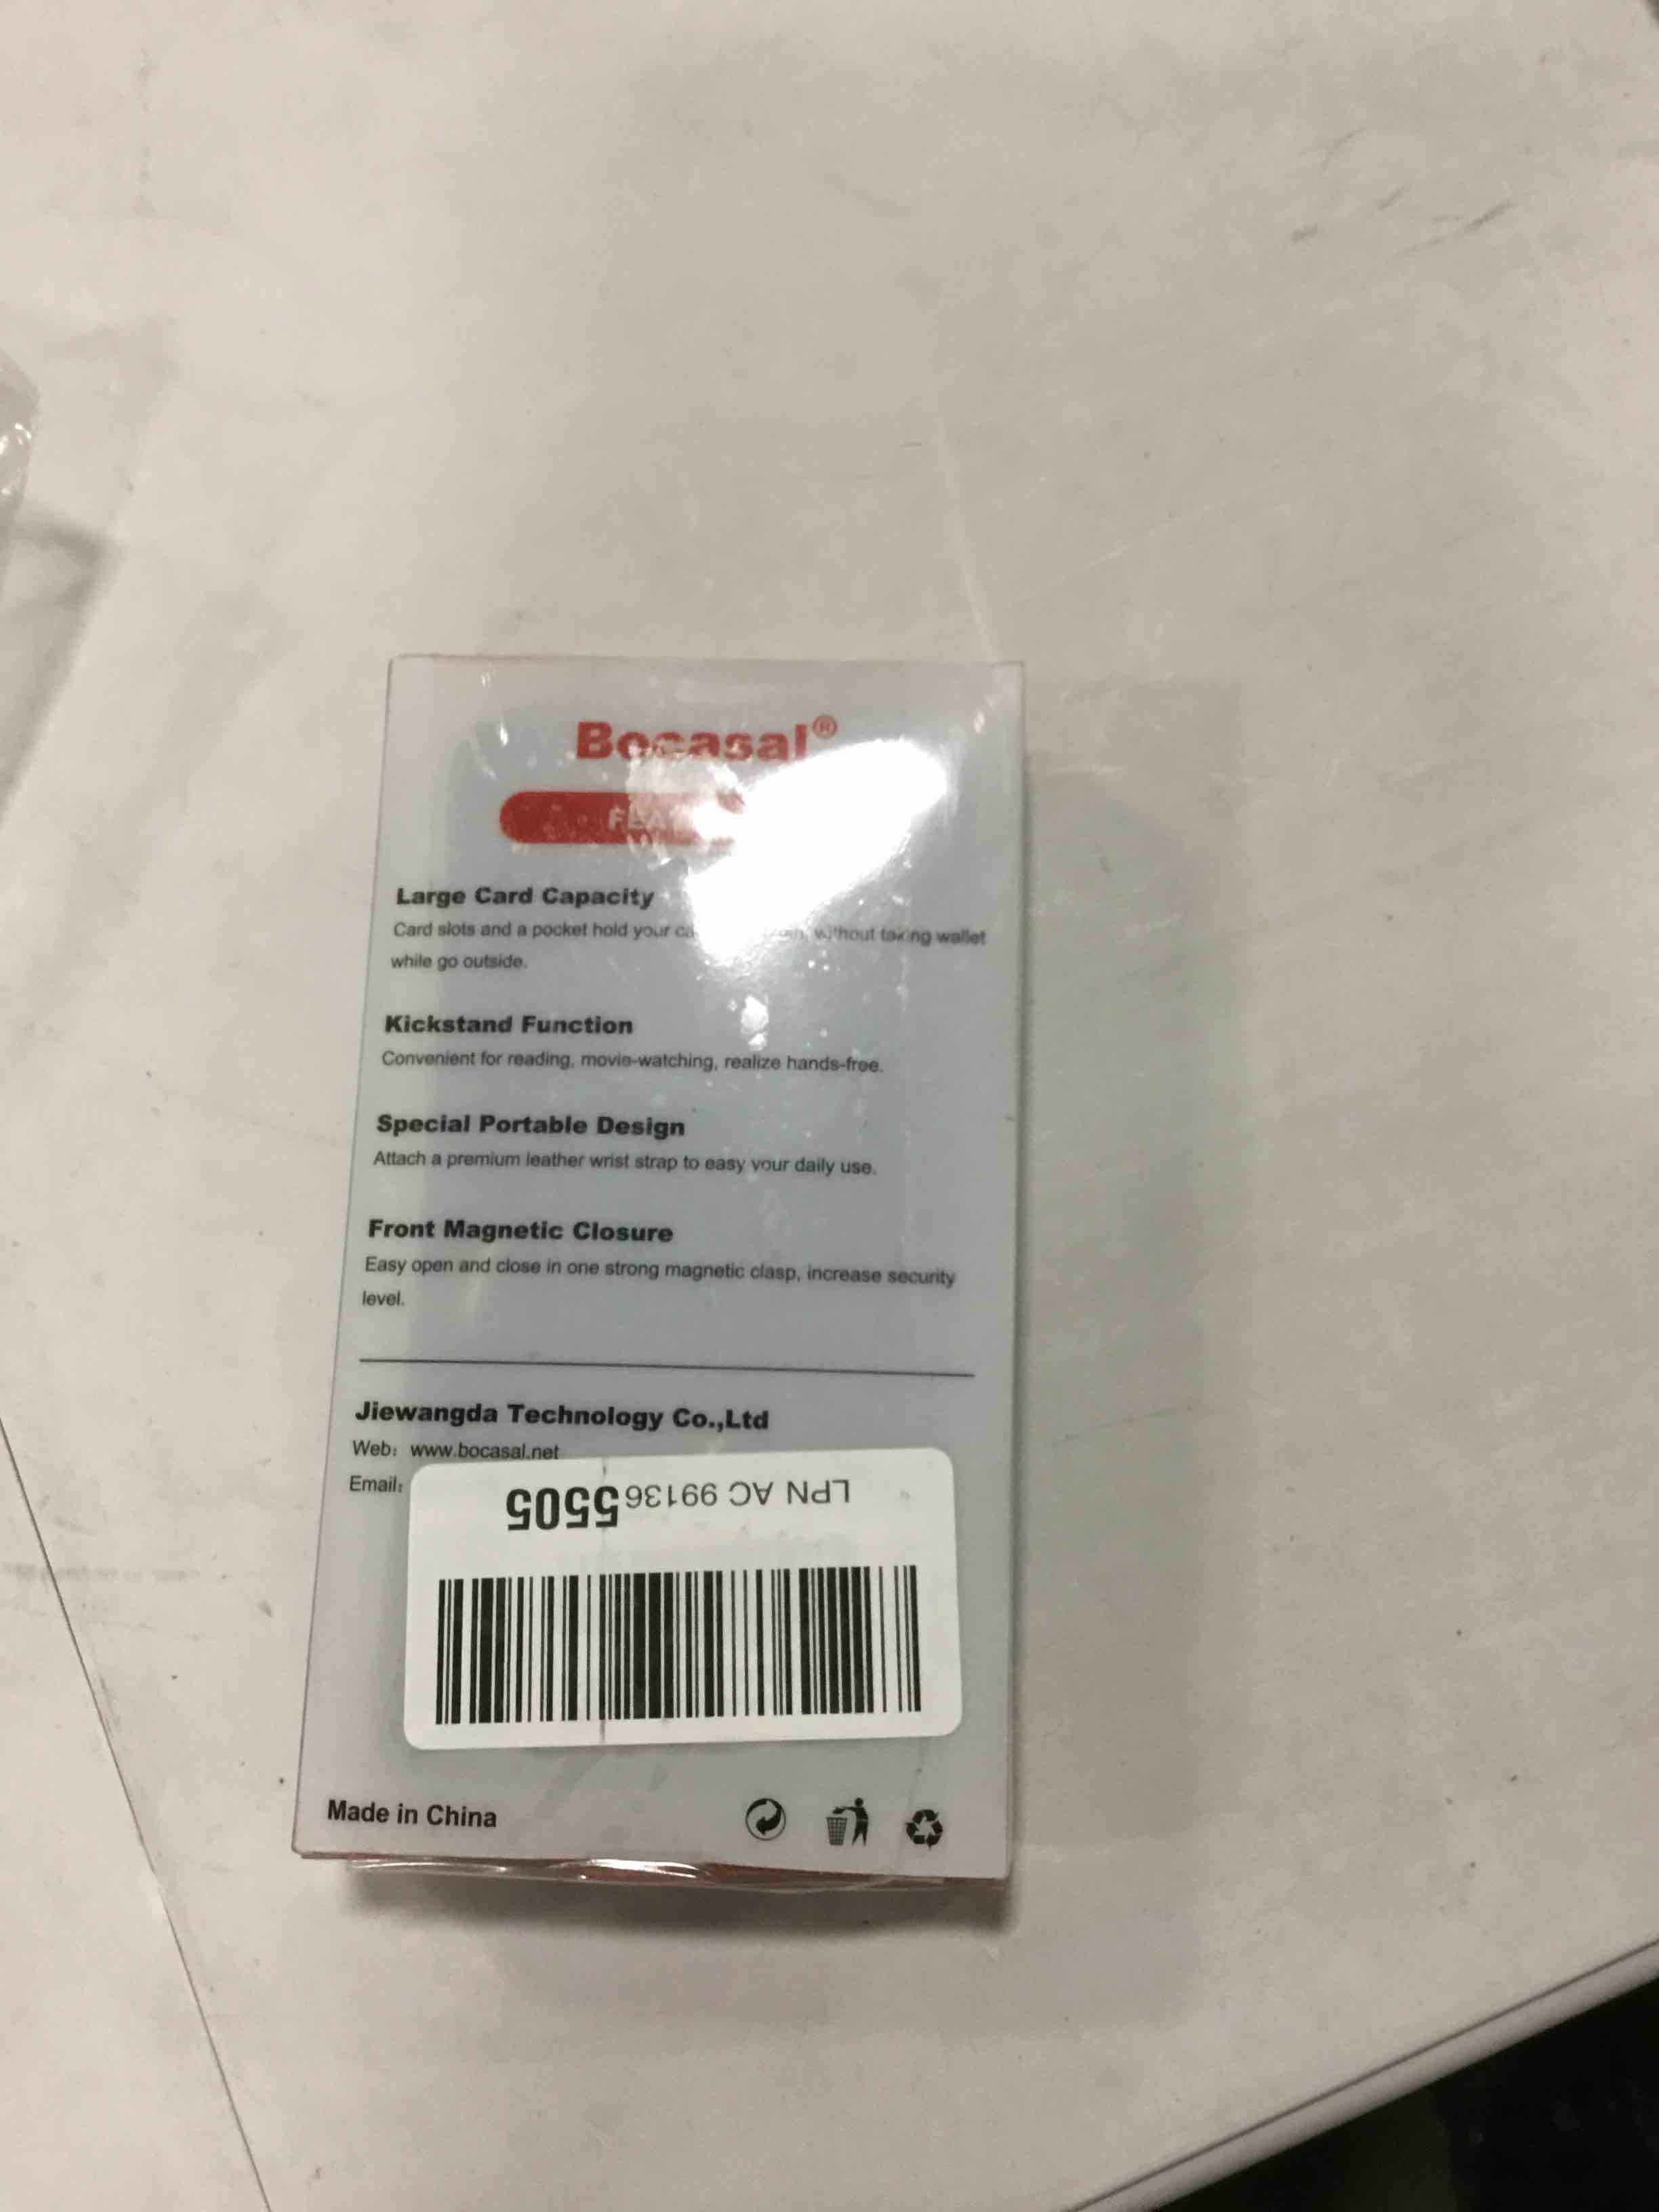 Bocasal®
Large Card Capacity
Card slots and a pocket hold your without taking wallet
while go outside.
Kickstand Function
Convenient for reading, movie-watching, realize hands-free.
Special Portable Design
Attach a premium leather wrist strap to easy your daily use.
Front Magnetic Closure
Easy open and close in one strong magnetic clasp, increase security
level.
Jiewangda Technology Co.,Ltd
Web: www.bocasal.net
Email:
LPN AC 991365505
Made in China